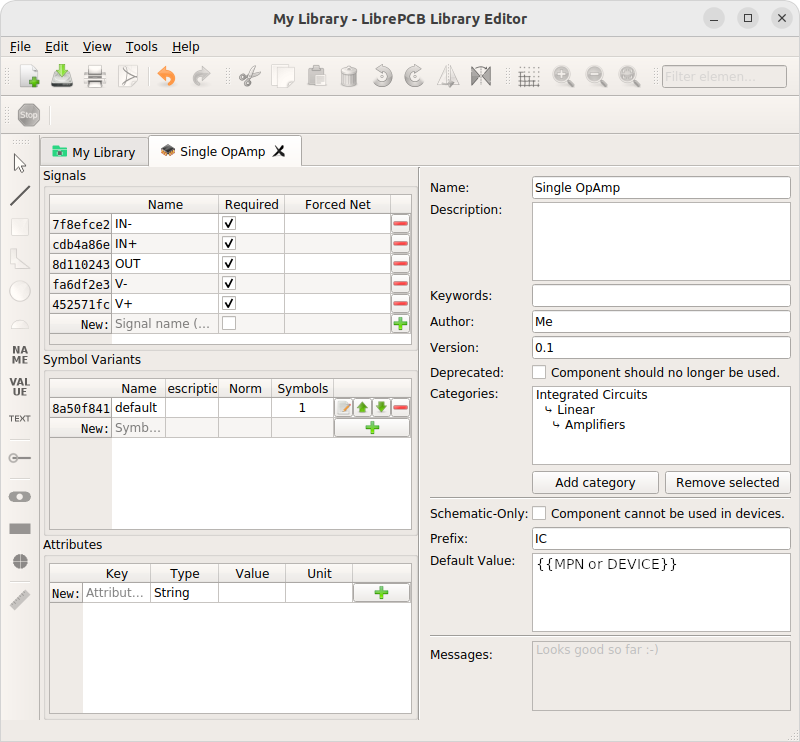 My Library - LibrePCB Library Editor
File Edit View Tools Help
Filter elemen...
Stop
My Library
Single OpAmp
Signals
Name Required Forced Net
7f8efce2 IN-
cdb4a86e IN+
8d110243 OUT
fa6df2e3 V-
452571fc V+
New: Signal name (...
Symbol Variants
Name escriptio Norm Symbols
8a50f841 default 1
New: Symb...
Attributes
Key Type Value Unit
New: Attribut... String
NA
ME
VAL
UE
TEXT
Name: Single OpAmp
Description:
Keywords:
Author: Me
Version: 0.1
Deprecated: Component should no longer be used.
Categories: Integrated Circuits
⤷ Linear
⤷ Amplifiers
Add category Remove selected
Schematic-Only: Component cannot be used in devices.
Prefix: IC
Default Value: {{MPN or DEVICE}}
Messages: Looks good so far :-)